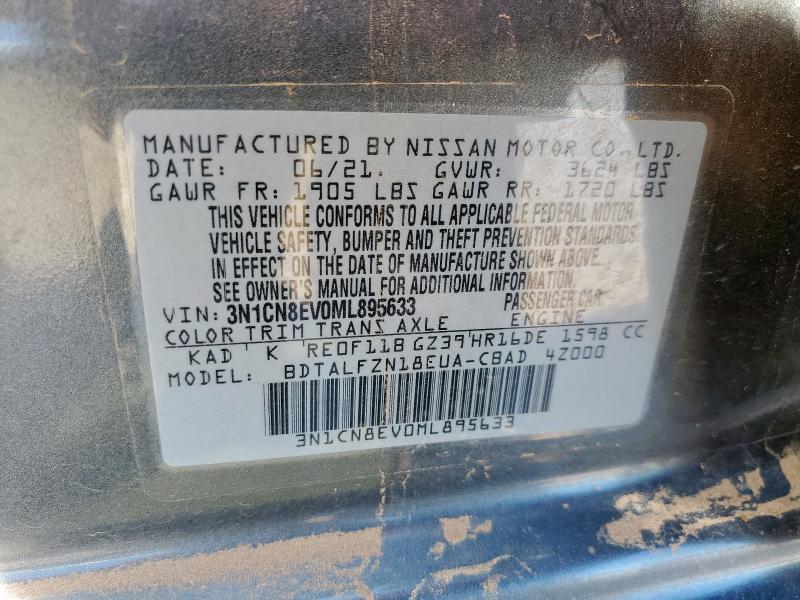 MANUFACTURED BY NISSAN MOTOR CO., LTD.
DATE: 06/21. GVWR: 3624 LBS
GAWR FR: 1905 LBS GAWR RR: 1720 LBS
THIS VEHICLE CONFORMS TO ALL APPLICABLE FEDERAL MOTOR
VEHICLE SAFETY, BUMPER AND THEFT PREVENTION STANDARDS
IN EFFECT ON THE DATE OF MANUFACTURE SHOWN ABOVE.
SEE OWNER'S MANUAL FOR ADDITIONAL INFORMATION.
VIN: 3N1CN8EV0ML895633 PASSENGER CAR
COLOR TRIM TRANS AXLE ENGINE
KAD K RE0F11B GZ39 HR16DE 1598 CC
MODEL: BDTALFZN18EUA-CBAD 4Z000
3N1CN8EV0ML895633